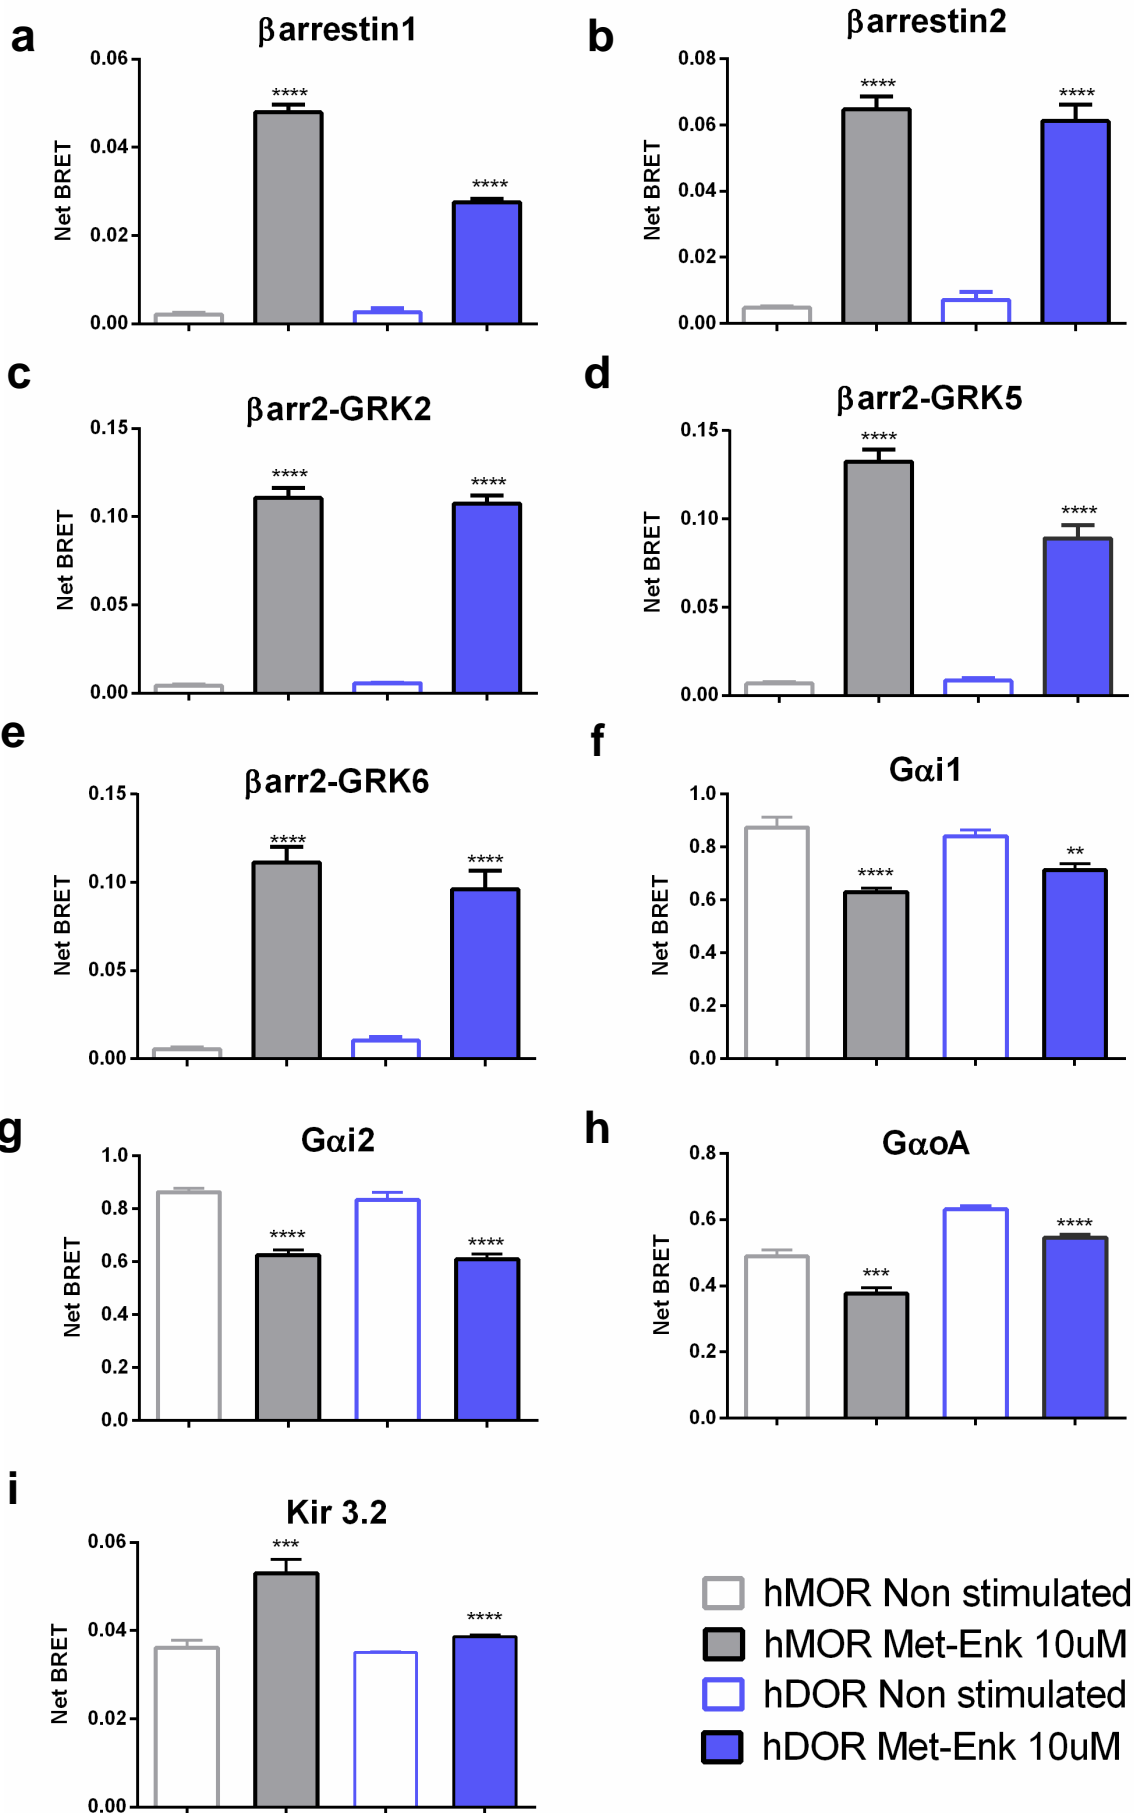 a
βarrestin1
0.06
0.04
0.02
0.00
Net BRET
****
****
b
βarrestin2
0.08
0.06
0.04
0.02
0.00
Net BRET
****
****
c
βarr2-GRK2
0.15
0.10
0.05
0.00
Net BRET
****
****
d
βarr2-GRK5
0.15
0.10
0.05
0.00
Net BRET
****
****
e
βarr2-GRK6
0.15
0.10
0.05
0.00
Net BRET
****
****
f
Gαi1
1.0
0.8
0.6
0.4
0.2
0.0
Net BRET
****
**
g
Gαi2
1.0
0.8
0.6
0.4
0.2
0.0
Net BRET
****
****
h
GαoA
0.8
0.6
0.4
0.2
0.0
Net BRET
***
****
i
Kir 3.2
0.06
0.04
0.02
0.00
Net BRET
***
****
hMOR Non stimulated
hMOR Met-Enk 10uM
hDOR Non stimulated
hDOR Met-Enk 10uM